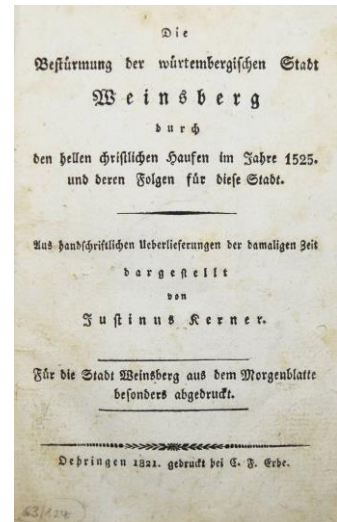 Die
Bestürmung der würtembergischen Stadt
Weinsberg
durch
den hellen christlichen Haufen im Jahre 1525.
und deren Folgen für diese Stadt.
Aus handschriftlichen Ueberlieferungen der damaligen Zeit
dargestellt
von
Justinus Kerner.
Für die Stadt Weinsberg aus dem Morgenblatte
besonders abgedruckt.
Oehringen 1821. gedruckt bei C. F. Erbe.
63/124